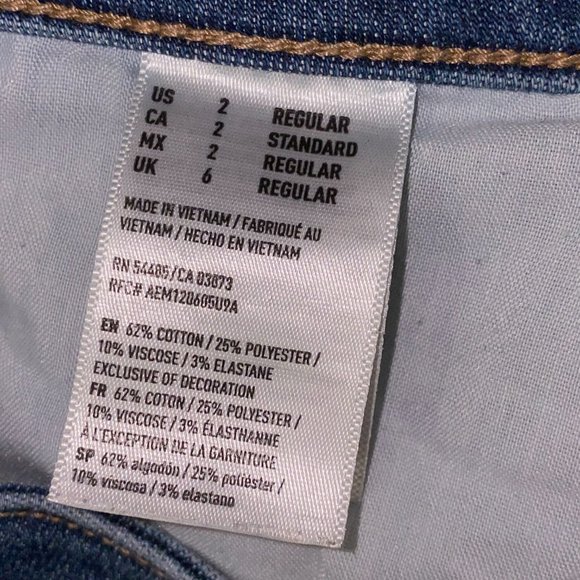 US 2 REGULAR
CA 2 STANDARD
MX 2 REGULAR
UK 6 REGULAR
MADE IN VIETNAM / FABRIQUÉ AU
VIETNAM / HECHO EN VIETNAM
RN 54485/CA 03073
RFC# AEM120605U9A
EN 62% COTTON / 25% POLYESTER /
10% VISCOSE / 3% ELASTANE
EXCLUSIVE OF DECORATION
FR 62% COTON / 25% POLYESTER /
10% VISCOSE / 3% ÉLASTHANNE
À L'EXCEPTION DE LA GARNITURE
SP 62% algodón / 25% poliéster /
10% viscosa / 3% elastano